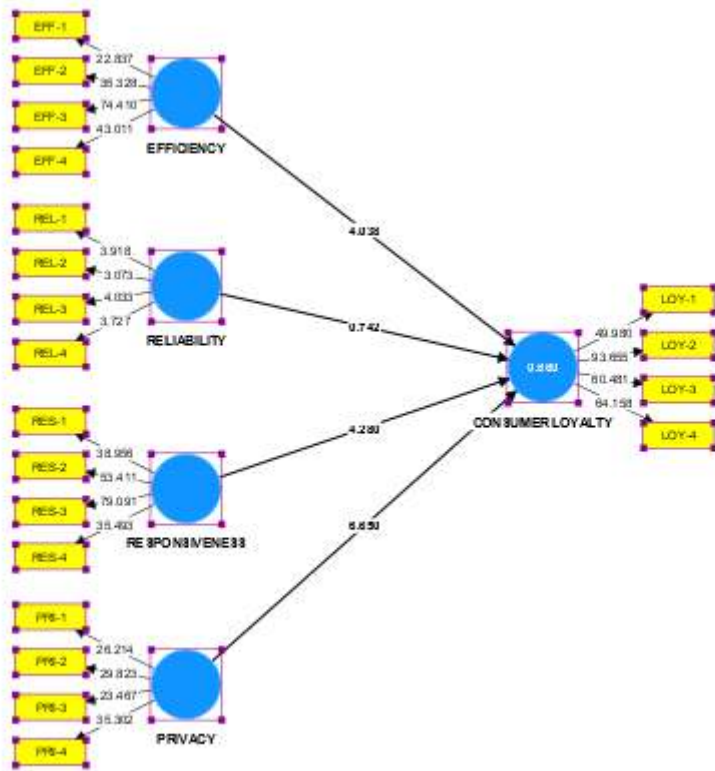 EFF-1
22.837
EFF-2
36.328
EFF-3
74.410
43.011
EFF-4
EFFICIENCY
4.038
REL-1
3.918
REL-2
3.073
REL-3
4.033
3.727
REL-4
RELIABILITY
0.742
LOY-1
49.980
LOY-2
93.655
LOY-3
60.481
64.158
LOY-4
CONSUMER LOYALTY
RES-1
38.956
RES-2
53.411
RES-3
79.091
35.493
RES-4
RESPONSIVENESS
4.280
6.650
PRI-1
26.214
PRI-2
29.823
PRI-3
23.467
35.302
PRI-4
PRIVACY